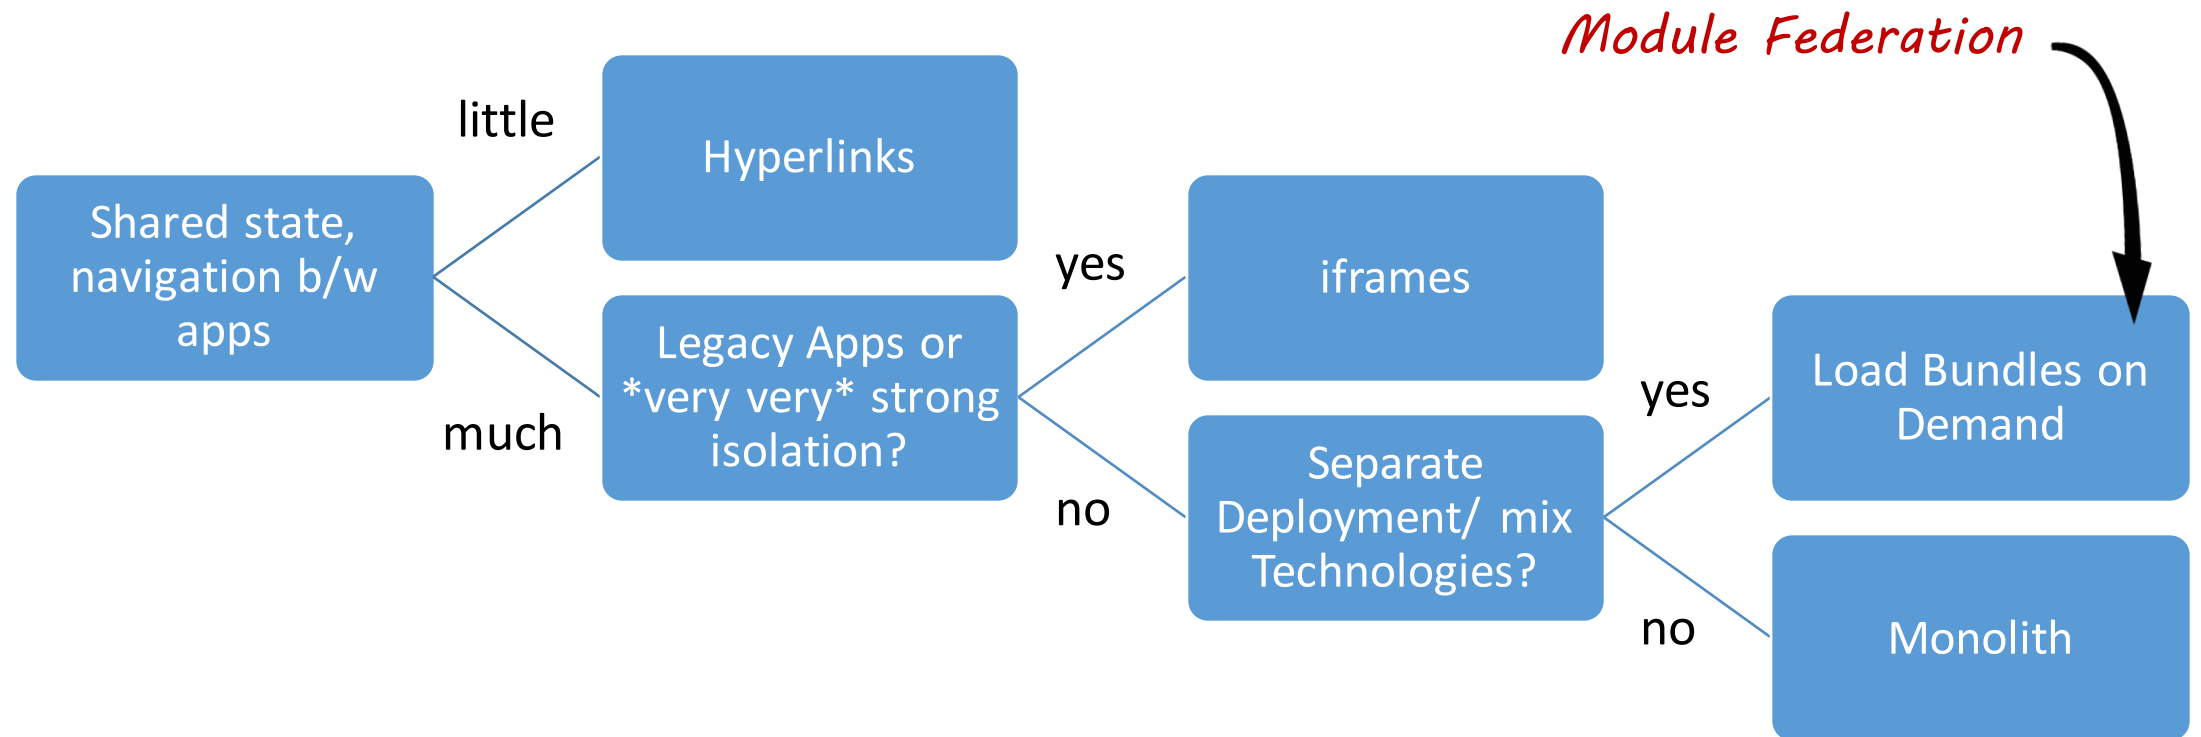 Module Federation
little
Hyperlinks
Shared state,
navigation b/w
apps
yes
iframes
much
Legacy Apps or
*very very* strong
isolation?
yes
Load Bundles on
Demand
no
Separate
Deployment/ mix
Technologies?
no
Monolith